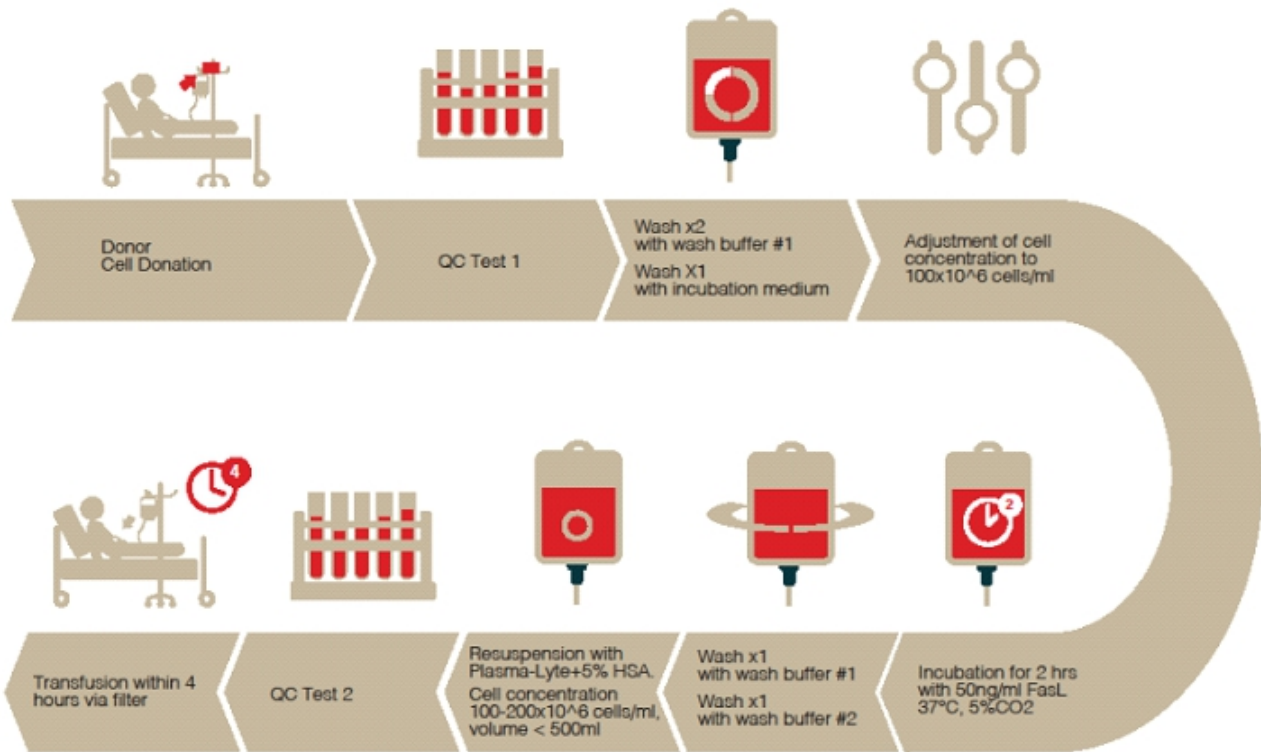 Donor
Cell Donation
QC Test 1
Wash x2
with wash buffer #1
Wash X1
with incubation medium
Adjustment of cell
concentration to
100x10^6 cells/ml
2
Incubation for 2 hrs
with 50ng/ml FasL
37°C, 5%CO2
Wash x1
with wash buffer #1
Wash x1
with wash buffer #2
Resuspension with
Plasma-Lyte+5% HSA.
Cell concentration
100-200x10^6 cells/ml,
volume < 500ml
QC Test 2
4
Transfusion within 4
hours via filter